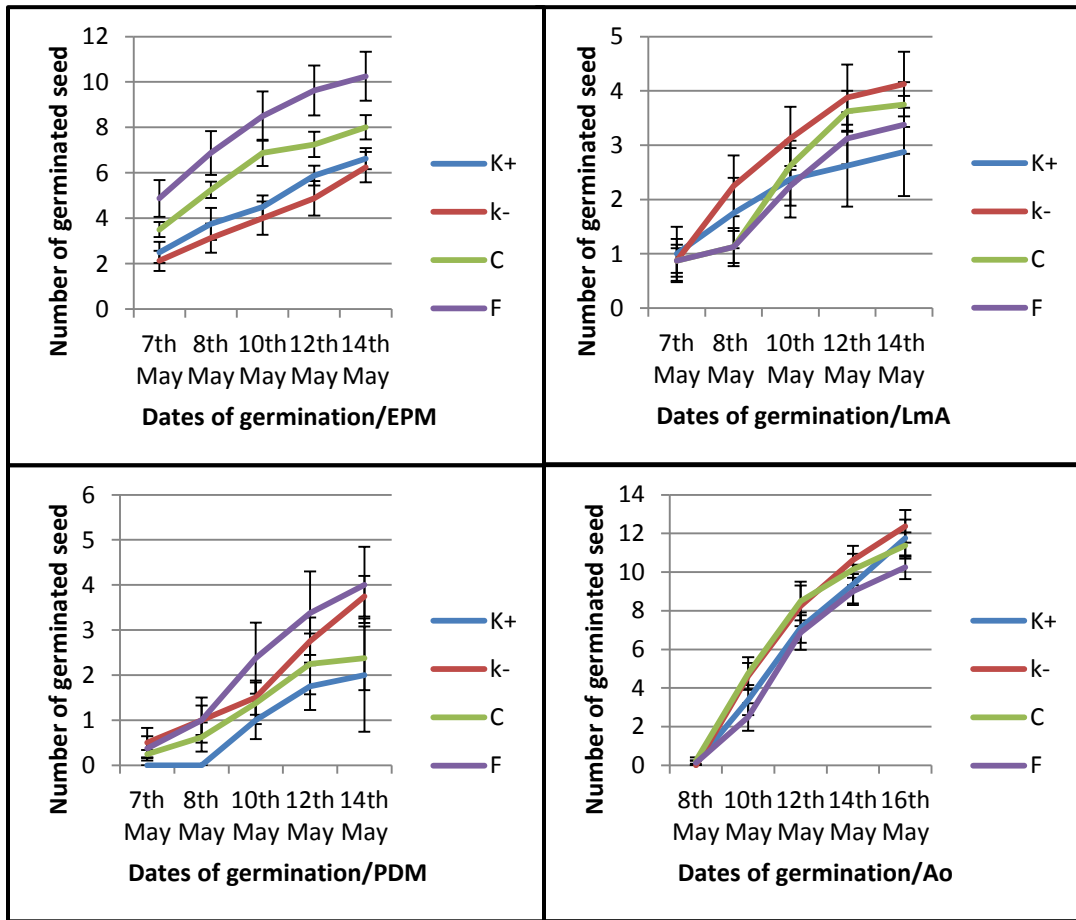 Number of germinated seed
12
10
8
6
4
2
0
7th May
8th May
10th May
12th May
14th May
Dates of germination/EPM
K+
k-
C
F
Number of germinated seed
5
4
3
2
1
0
7th May
8th May
10th May
12th May
14th May
Dates of germination/LmA
K+
k-
C
F
Number of germinated seed
6
5
4
3
2
1
0
7th May
8th May
10th May
12th May
14th May
Dates of germination/PDM
K+
k-
C
F
Number of germinated seed
14
12
10
8
6
4
2
0
8th May
10th May
12th May
14th May
16th May
Dates of germination/Ao
K+
k-
C
F